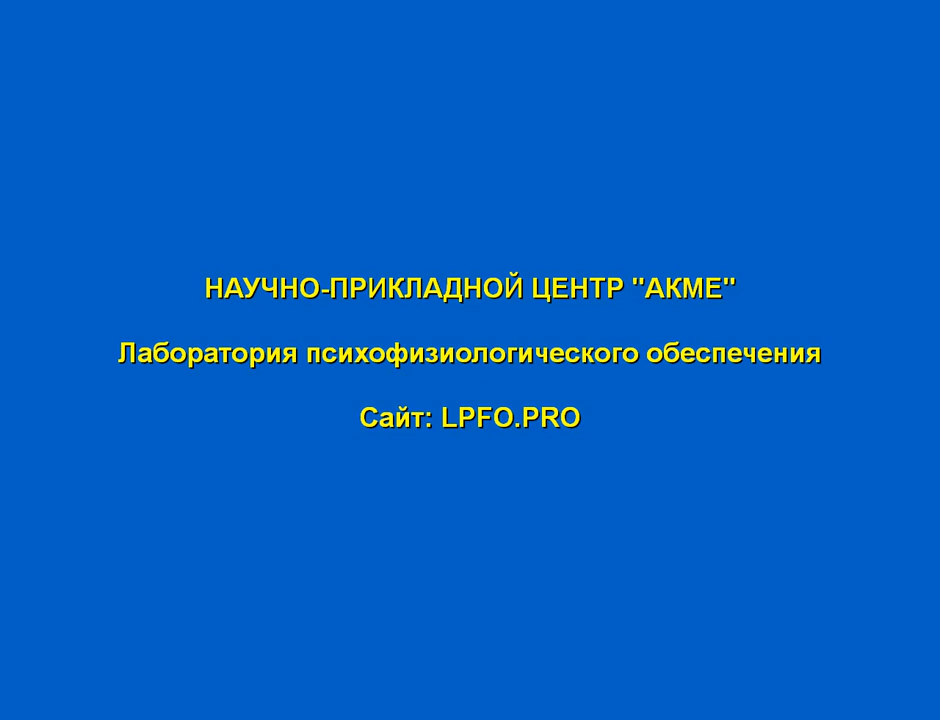 НАУЧНО-ПРИКЛАДНОЙ ЦЕНТР "АКМЕ"
Лаборатория психофизиологического обеспечения
Сайт: LPFO.PRO